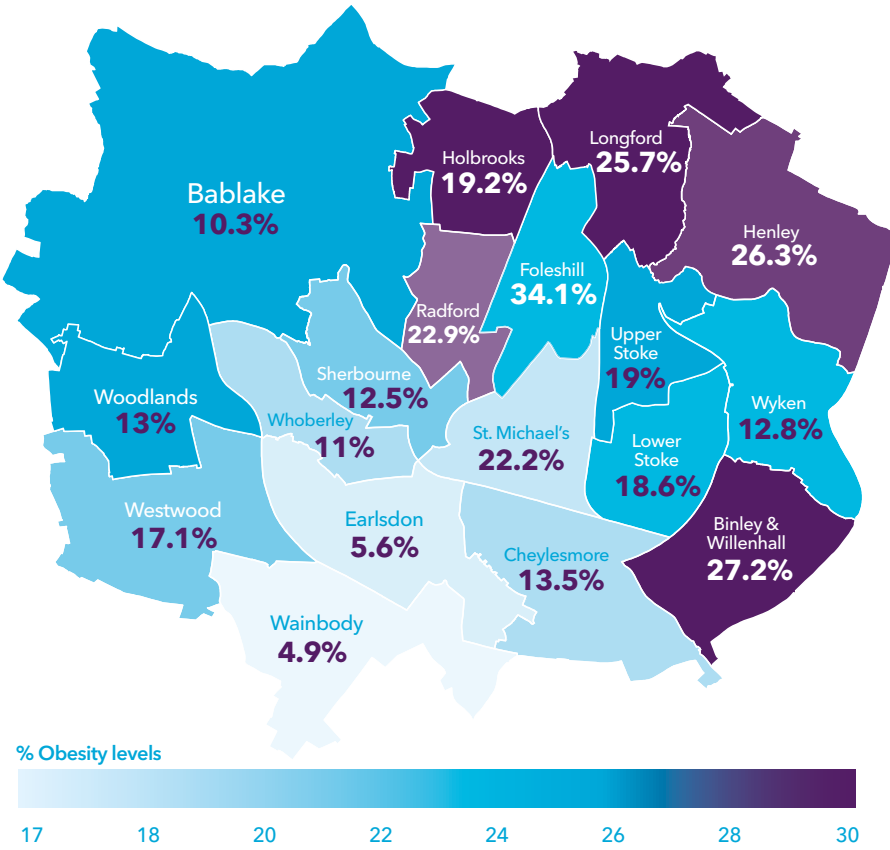 Longford
25.7%
Holbrooks
19.2%
Bablake
10.3%
Henley
26.3%
Foleshill
34.1%
Radford
22.9%
Upper
Stoke
19%
Sherbourne
12.5%
Woodlands
13%
Whoberley
11%
Wyken
12.8%
St. Michael's
22.2%
Lower
Stoke
18.6%
Westwood
17.1%
Earlsdon
5.6%
Binley &
Willenhall
27.2%
Cheylesmore
13.5%
Wainbody
4.9%
% Obesity levels
17 18 20 22 24 26 28 30